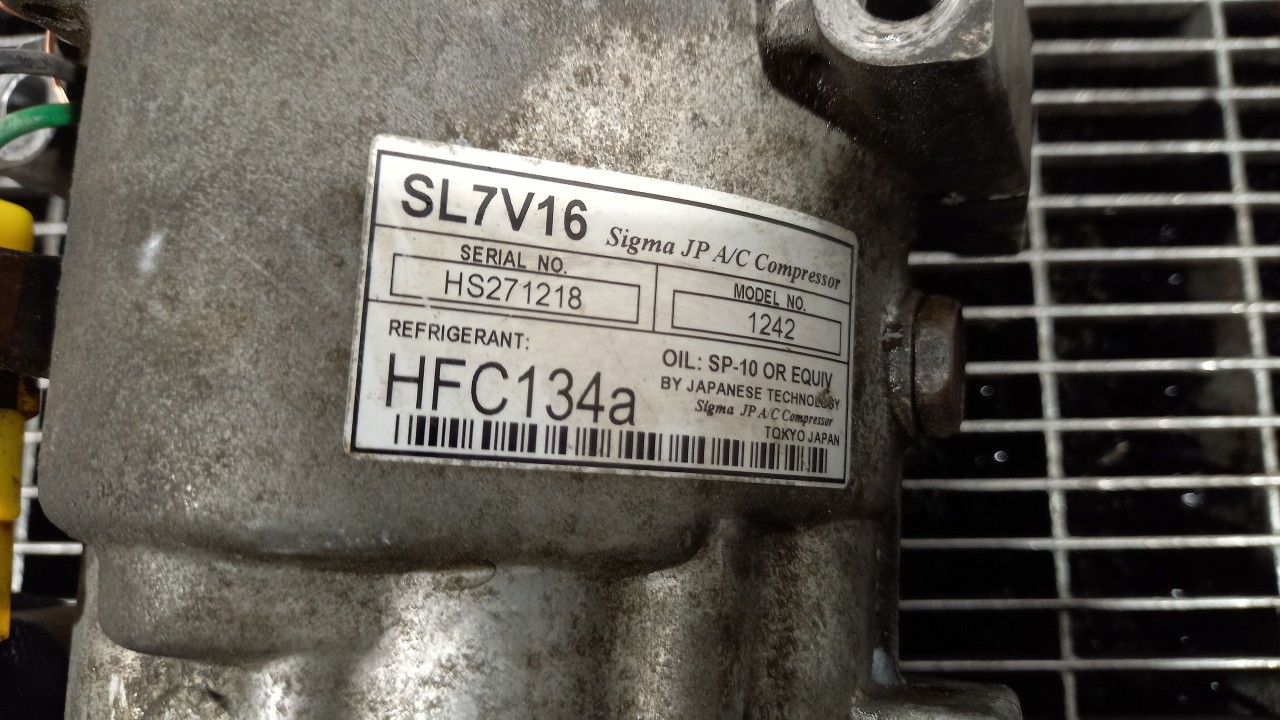 SL7V16 Sigma JP A/C Compressor
SERIAL NO.
HS271218
MODEL NO.
1242
REFRIGERANT:
HFC134a
OIL: SP-10 OR EQUIV
BY JAPANESE TECHNOLOGY
Sigma JP A/C Compressor
TOKYO JAPAN